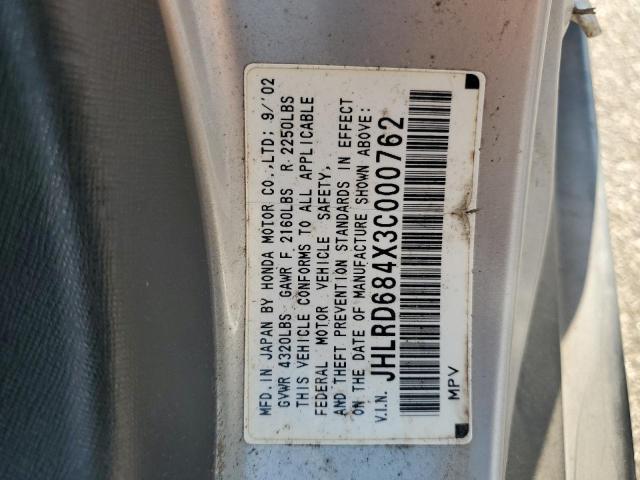 MFD. IN JAPAN BY HONDA MOTOR CO.,LTD; 9/'02
GVWR 4320LBS GAWR F 2160LBS R 2250LBS
THIS VEHICLE CONFORMS TO ALL APPLICABLE
FEDERAL MOTOR VEHICLE SAFETY,
AND THEFT PREVENTION STANDARDS IN EFFECT
ON THE DATE OF MANUFACTURE SHOWN ABOVE:
V.I.N. JHLRD684X3C000762
MPV